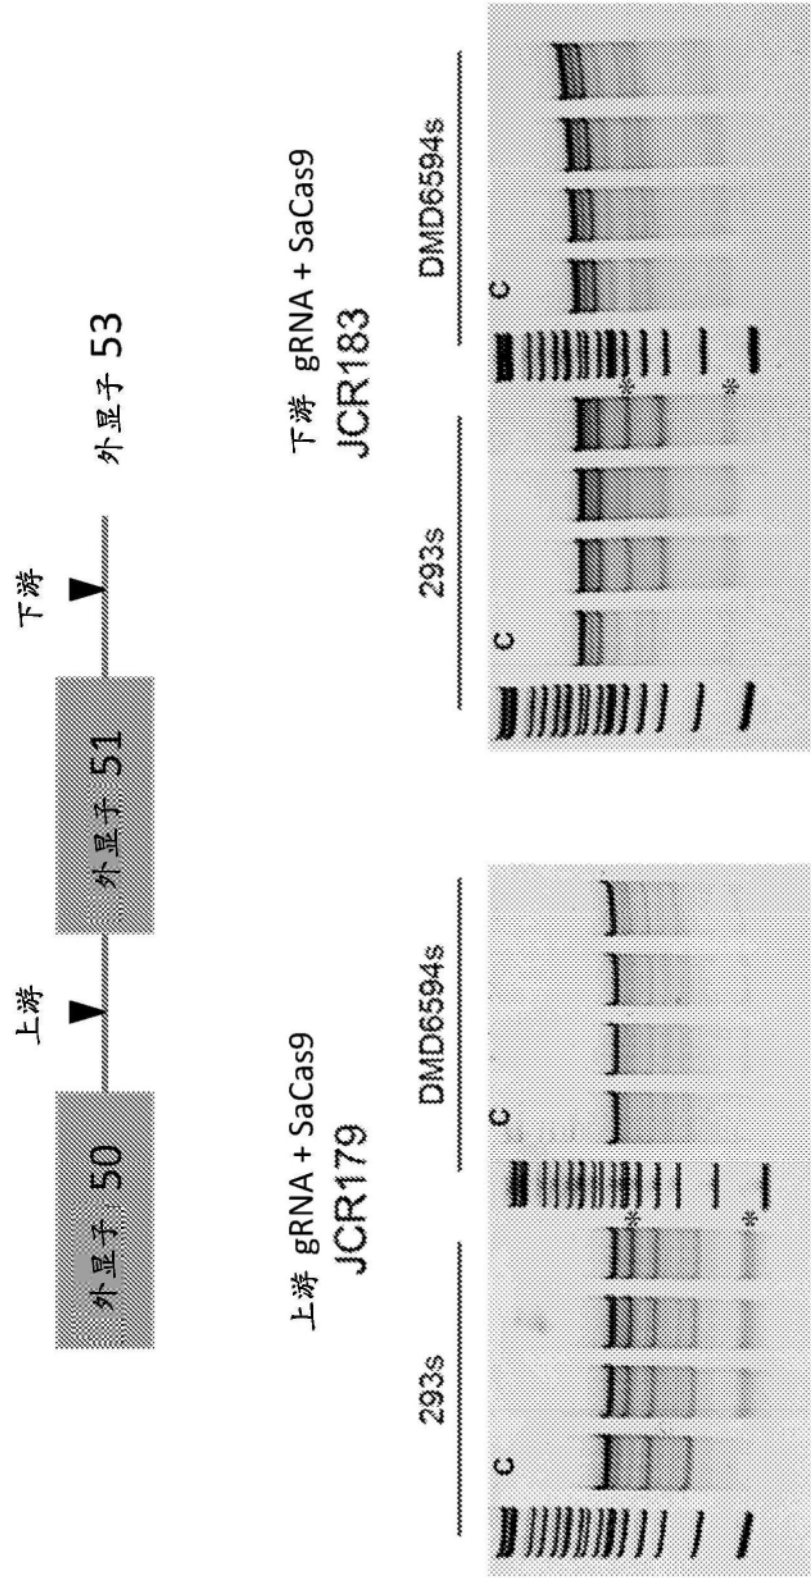 上游
下游
外显子 50
外显子 51
外显子 53
上游 gRNA + SaCas9
JCR179
下游 gRNA + SaCas9
JCR183
293s
DMD6594s
293s
DMD6594s
C
C
C
C
*
*
*
*